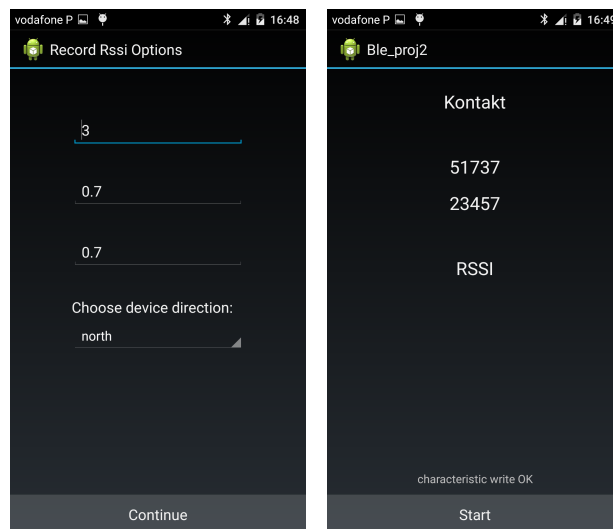 vodafone P 16:48
Record Rssi Options
3
0.7
0.7
Choose device direction:
north
Continue
vodafone P 16:49
Ble_proj2
Kontakt
51737
23457
RSSI
characteristic write OK
Start